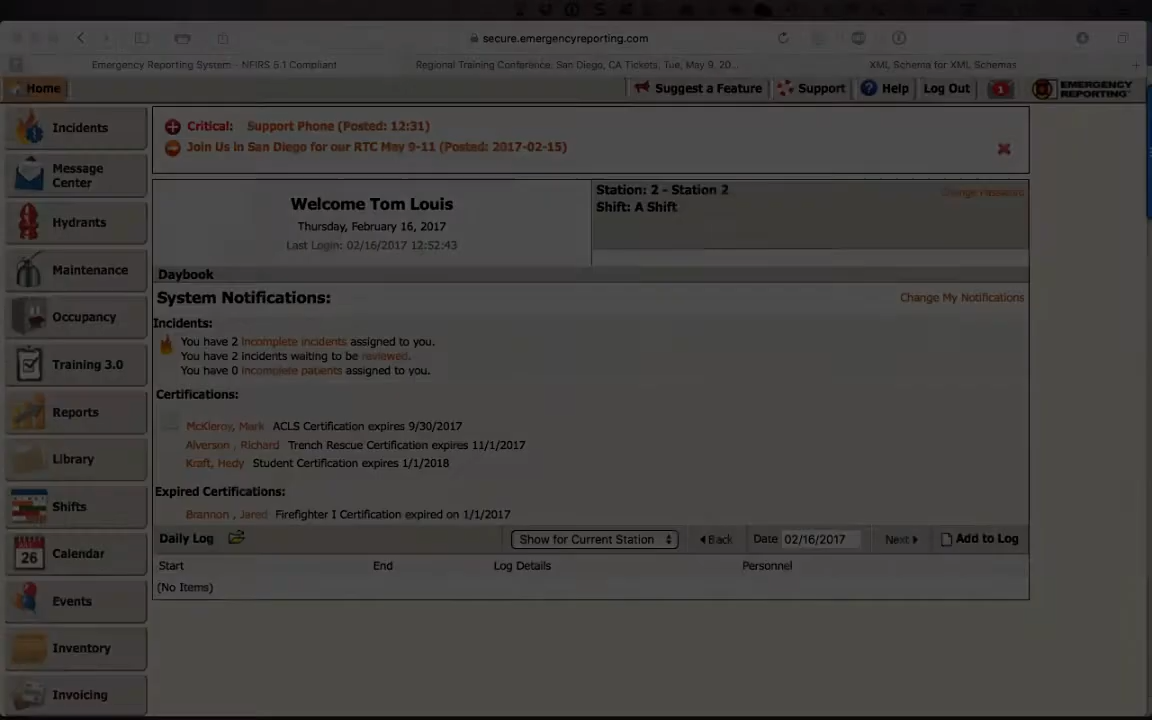 secure.emergencyreporting.com
Emergency Reporting System - NFIRS 5.1 Compliant
Regional Training Conference. San Diego, CA Tickets, Tue, May 9, 20...
XML Schema for XML Schemas
Home
Suggest a Feature
Support
Help
Log Out
1
EMERGENCY
REPORTING
Incidents
Message
Center
Hydrants
Maintenance
Occupancy
Training 3.0
Reports
Library
Shifts
26
Calendar
Events
Inventory
Invoicing
Critical: Support Phone (Posted: 12:31)
Join Us in San Diego for our RTC May 9-11 (Posted: 2017-02-15)
Welcome Tom Louis
Thursday, February 16, 2017
Last Login: 02/16/2017 12:52:43
Station: 2 - Station 2
Change Password
Shift: A Shift
Daybook
System Notifications:
Change My Notifications
Incidents:
You have 2 incomplete incidents assigned to you.
You have 2 incidents waiting to be reviewed.
You have 0 incomplete patients assigned to you.
Certifications:
McKleroy, Mark ACLS Certification expires 9/30/2017
Alverson , Richard Trench Rescue Certification expires 11/1/2017
Kraft, Hedy Student Certification expires 1/1/2018
Expired Certifications:
Brannon , Jared Firefighter I Certification expired on 1/1/2017
Daily Log
Show for Current Station
Back
Date 02/16/2017
Next
Add to Log
Start End Log Details Personnel
(No Items)